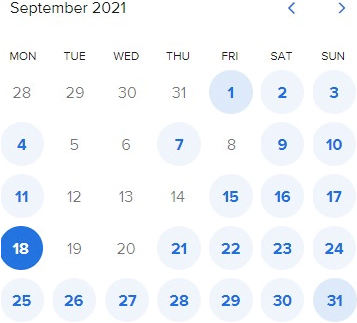 September 2021
MON TUE WED THU FRI SAT SUN
28 29 30 31 1 2 3
4 5 6 7 8 9 10
11 12 13 14 15 16 17
18 19 20 21 22 23 24
25 26 27 28 29 30 31